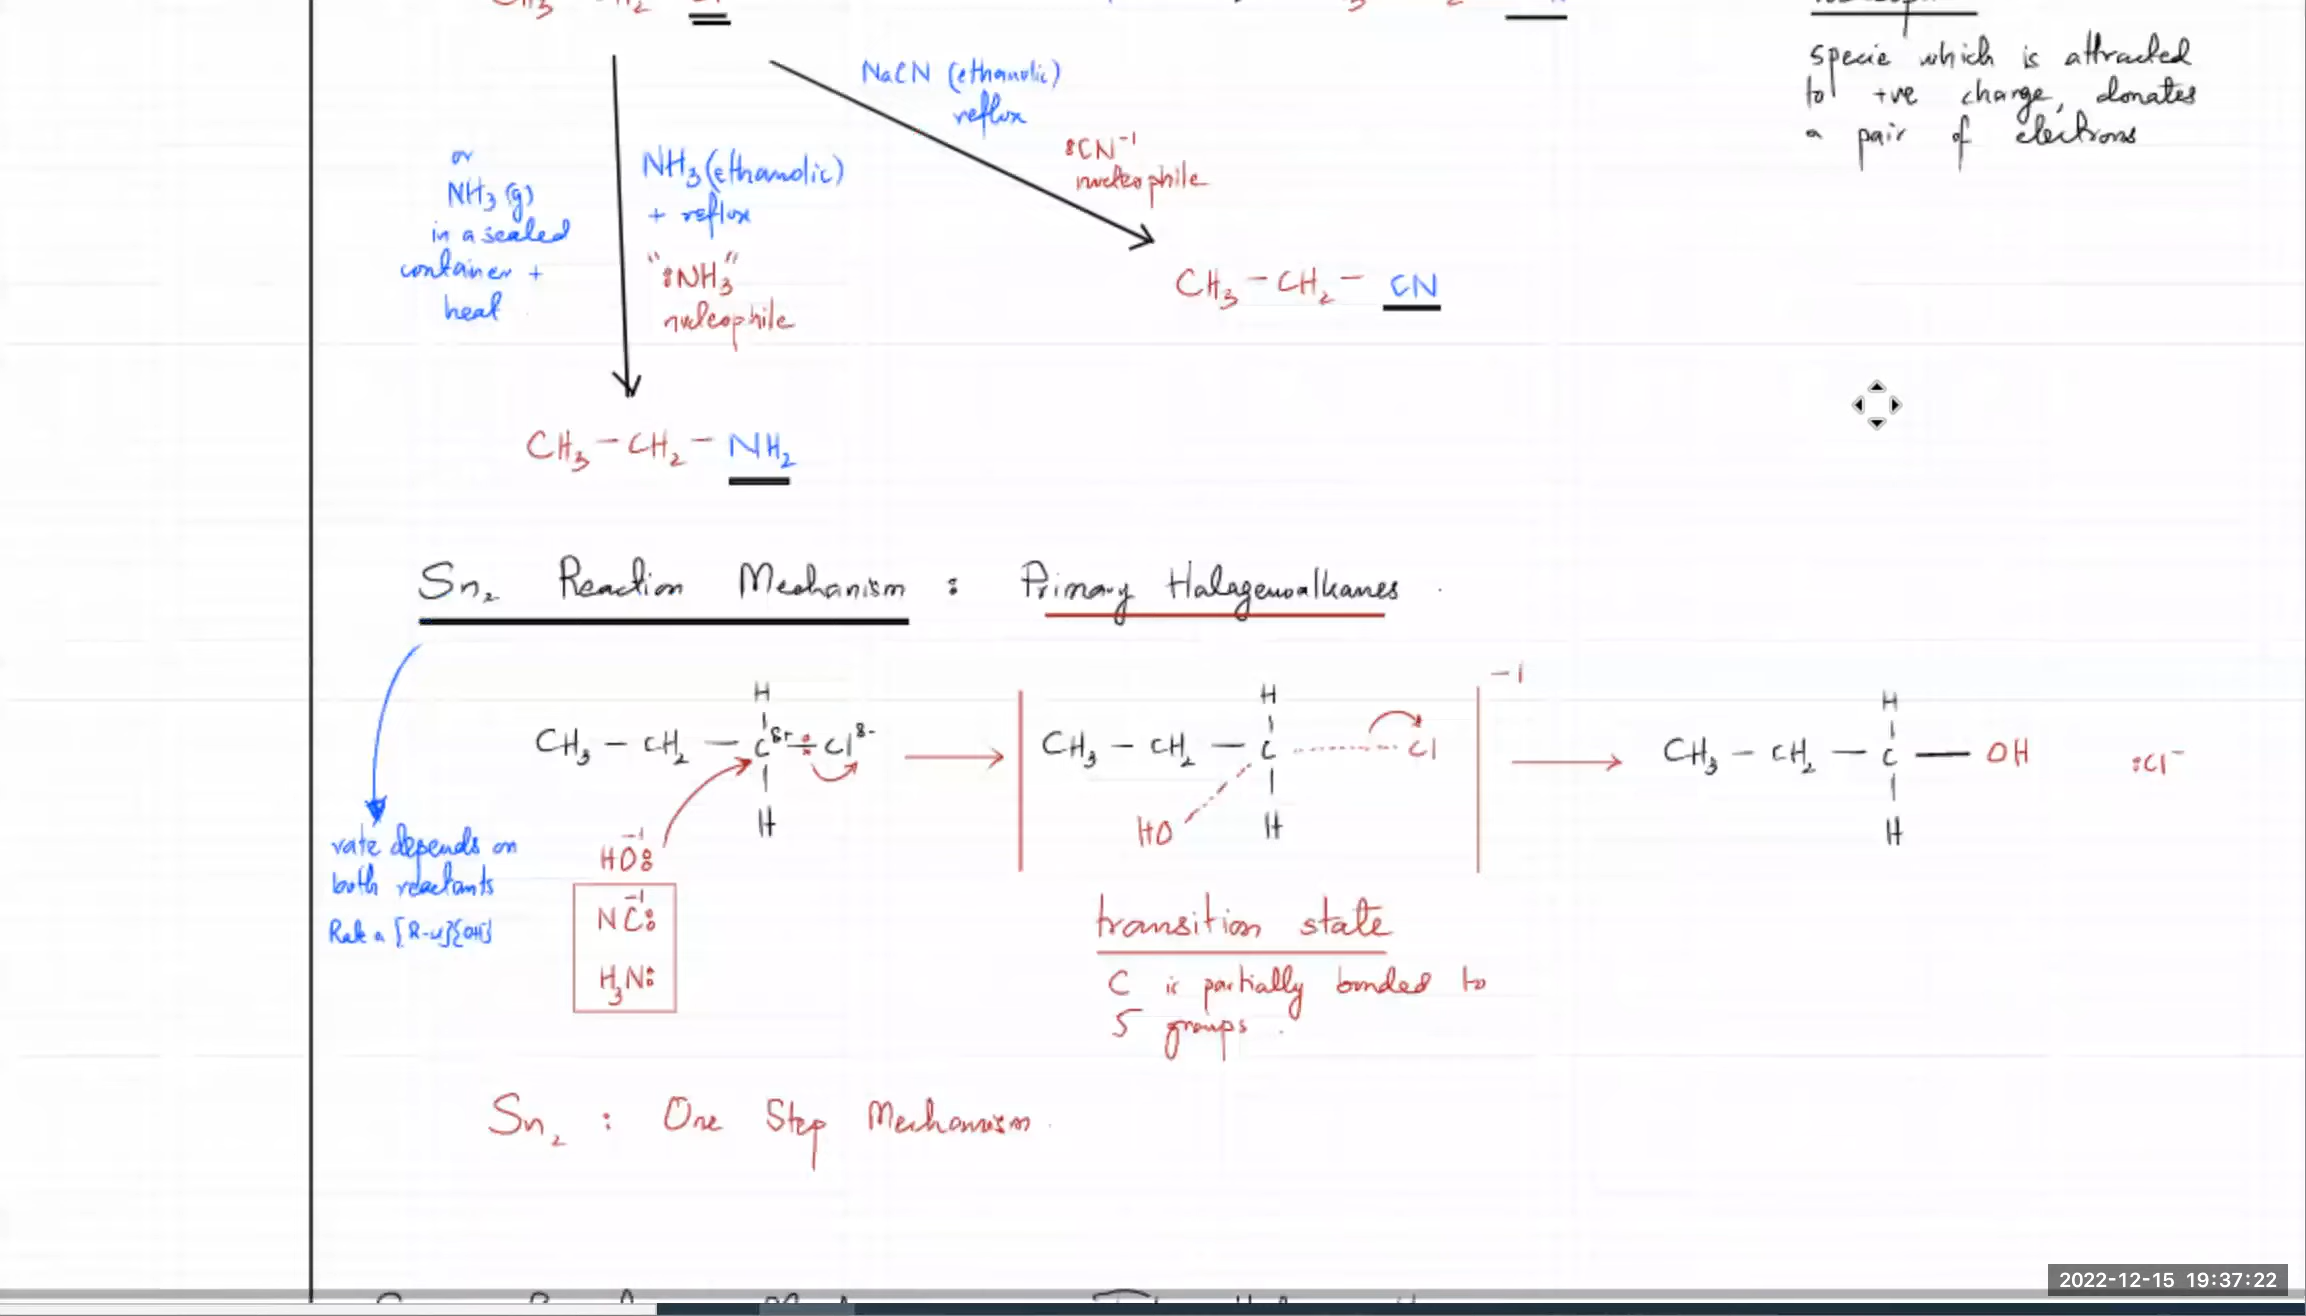 specie which is attracted
to +ve charge, donates
a pair of electrons
NaCN (ethanolic)
reflux
:CN⁻¹
nucleophile
CH₃ – CH₂ – CN
or
NH₃(g)
in a sealed
container +
heat
NH₃(ethanolic)
+ reflux
":NH₃"
nucleophile
CH₃ – CH₂ – NH₂
Sn₂ Reaction Mechanism : Primary Halagenoalkanes .
H H -1 H
CH₃ – CH₂ – C δ+ – Cl δ- CH₃ – CH₂ – C Cl CH₃ – CH₂ – C – OH :Cl⁻
H HO H H
rate depends on
both reactants
-1
HO:
-1
NC:
H₃N:
transition state
C is partially bonded to
5 groups .
Sn₂ : One Step Mechanism .
2022-12-15 19:37:22